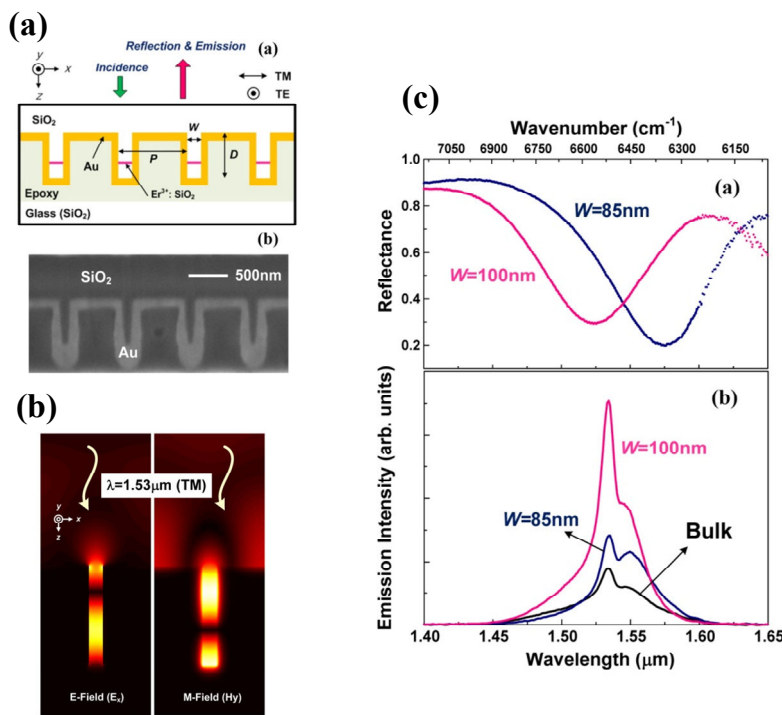 (a)
Reflection & Emission
(a)
Incidence
y
x
z
TM
TE
SiO₂
W
P
D
Au
Er³⁺: SiO₂
Epoxy
Glass (SiO₂)
(b)
SiO₂
500nm
Au
(b)
λ=1.53μm (TM)
y
x
z
E-Field (Eₓ)
M-Field (Hy)
(c)
Wavenumber (cm⁻¹)
7050 6900 6750 6600 6450 6300 6150
1.0
0.8
0.6
0.4
0.2
Reflectance
(a)
W=85nm
W=100nm
Emission Intensity (arb. units)
(b)
W=100nm
W=85nm
Bulk
1.40 1.45 1.50 1.55 1.60 1.65
Wavelength (μm)